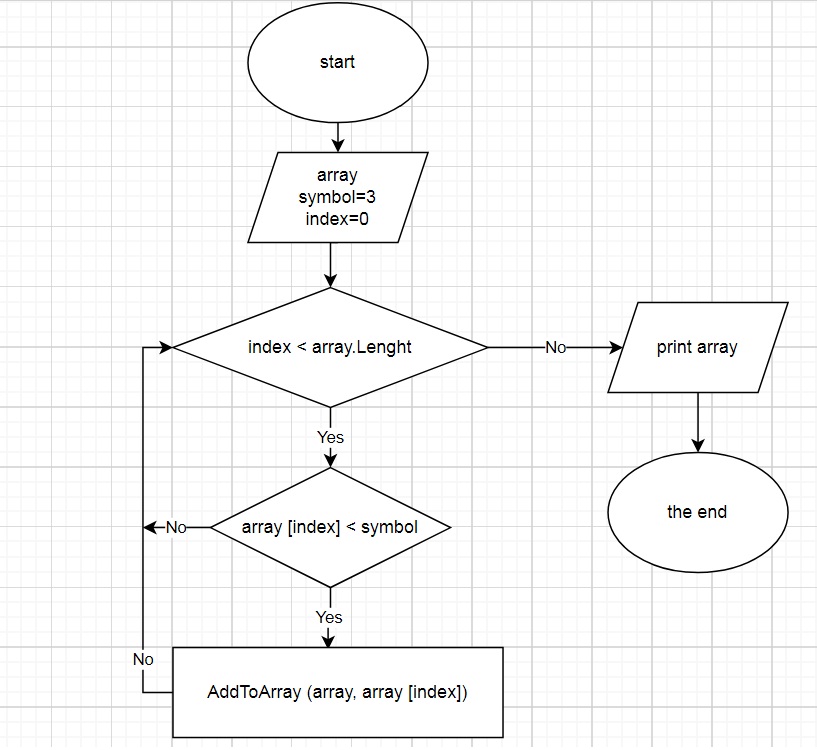 start
array
symbol=3
index=0
index < array.Lenght
No
print array
Yes
array [index] < symbol
No
the end
Yes
No
AddToArray (array, array [index])